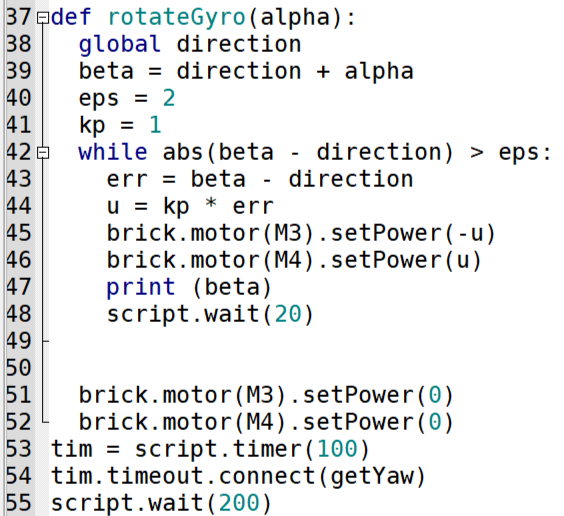 37 def rotateGyro(alpha):
38   global direction
39   beta = direction + alpha
40   eps = 2
41   kp = 1
42   while abs(beta - direction) > eps:
43     err = beta - direction
44     u = kp * err
45     brick.motor(M3).setPower(-u)
46     brick.motor(M4).setPower(u)
47     print (beta)
48     script.wait(20)
49
50
51   brick.motor(M3).setPower(0)
52   brick.motor(M4).setPower(0)
53 tim = script.timer(100)
54 tim.timeout.connect(getYaw)
55 script.wait(200)